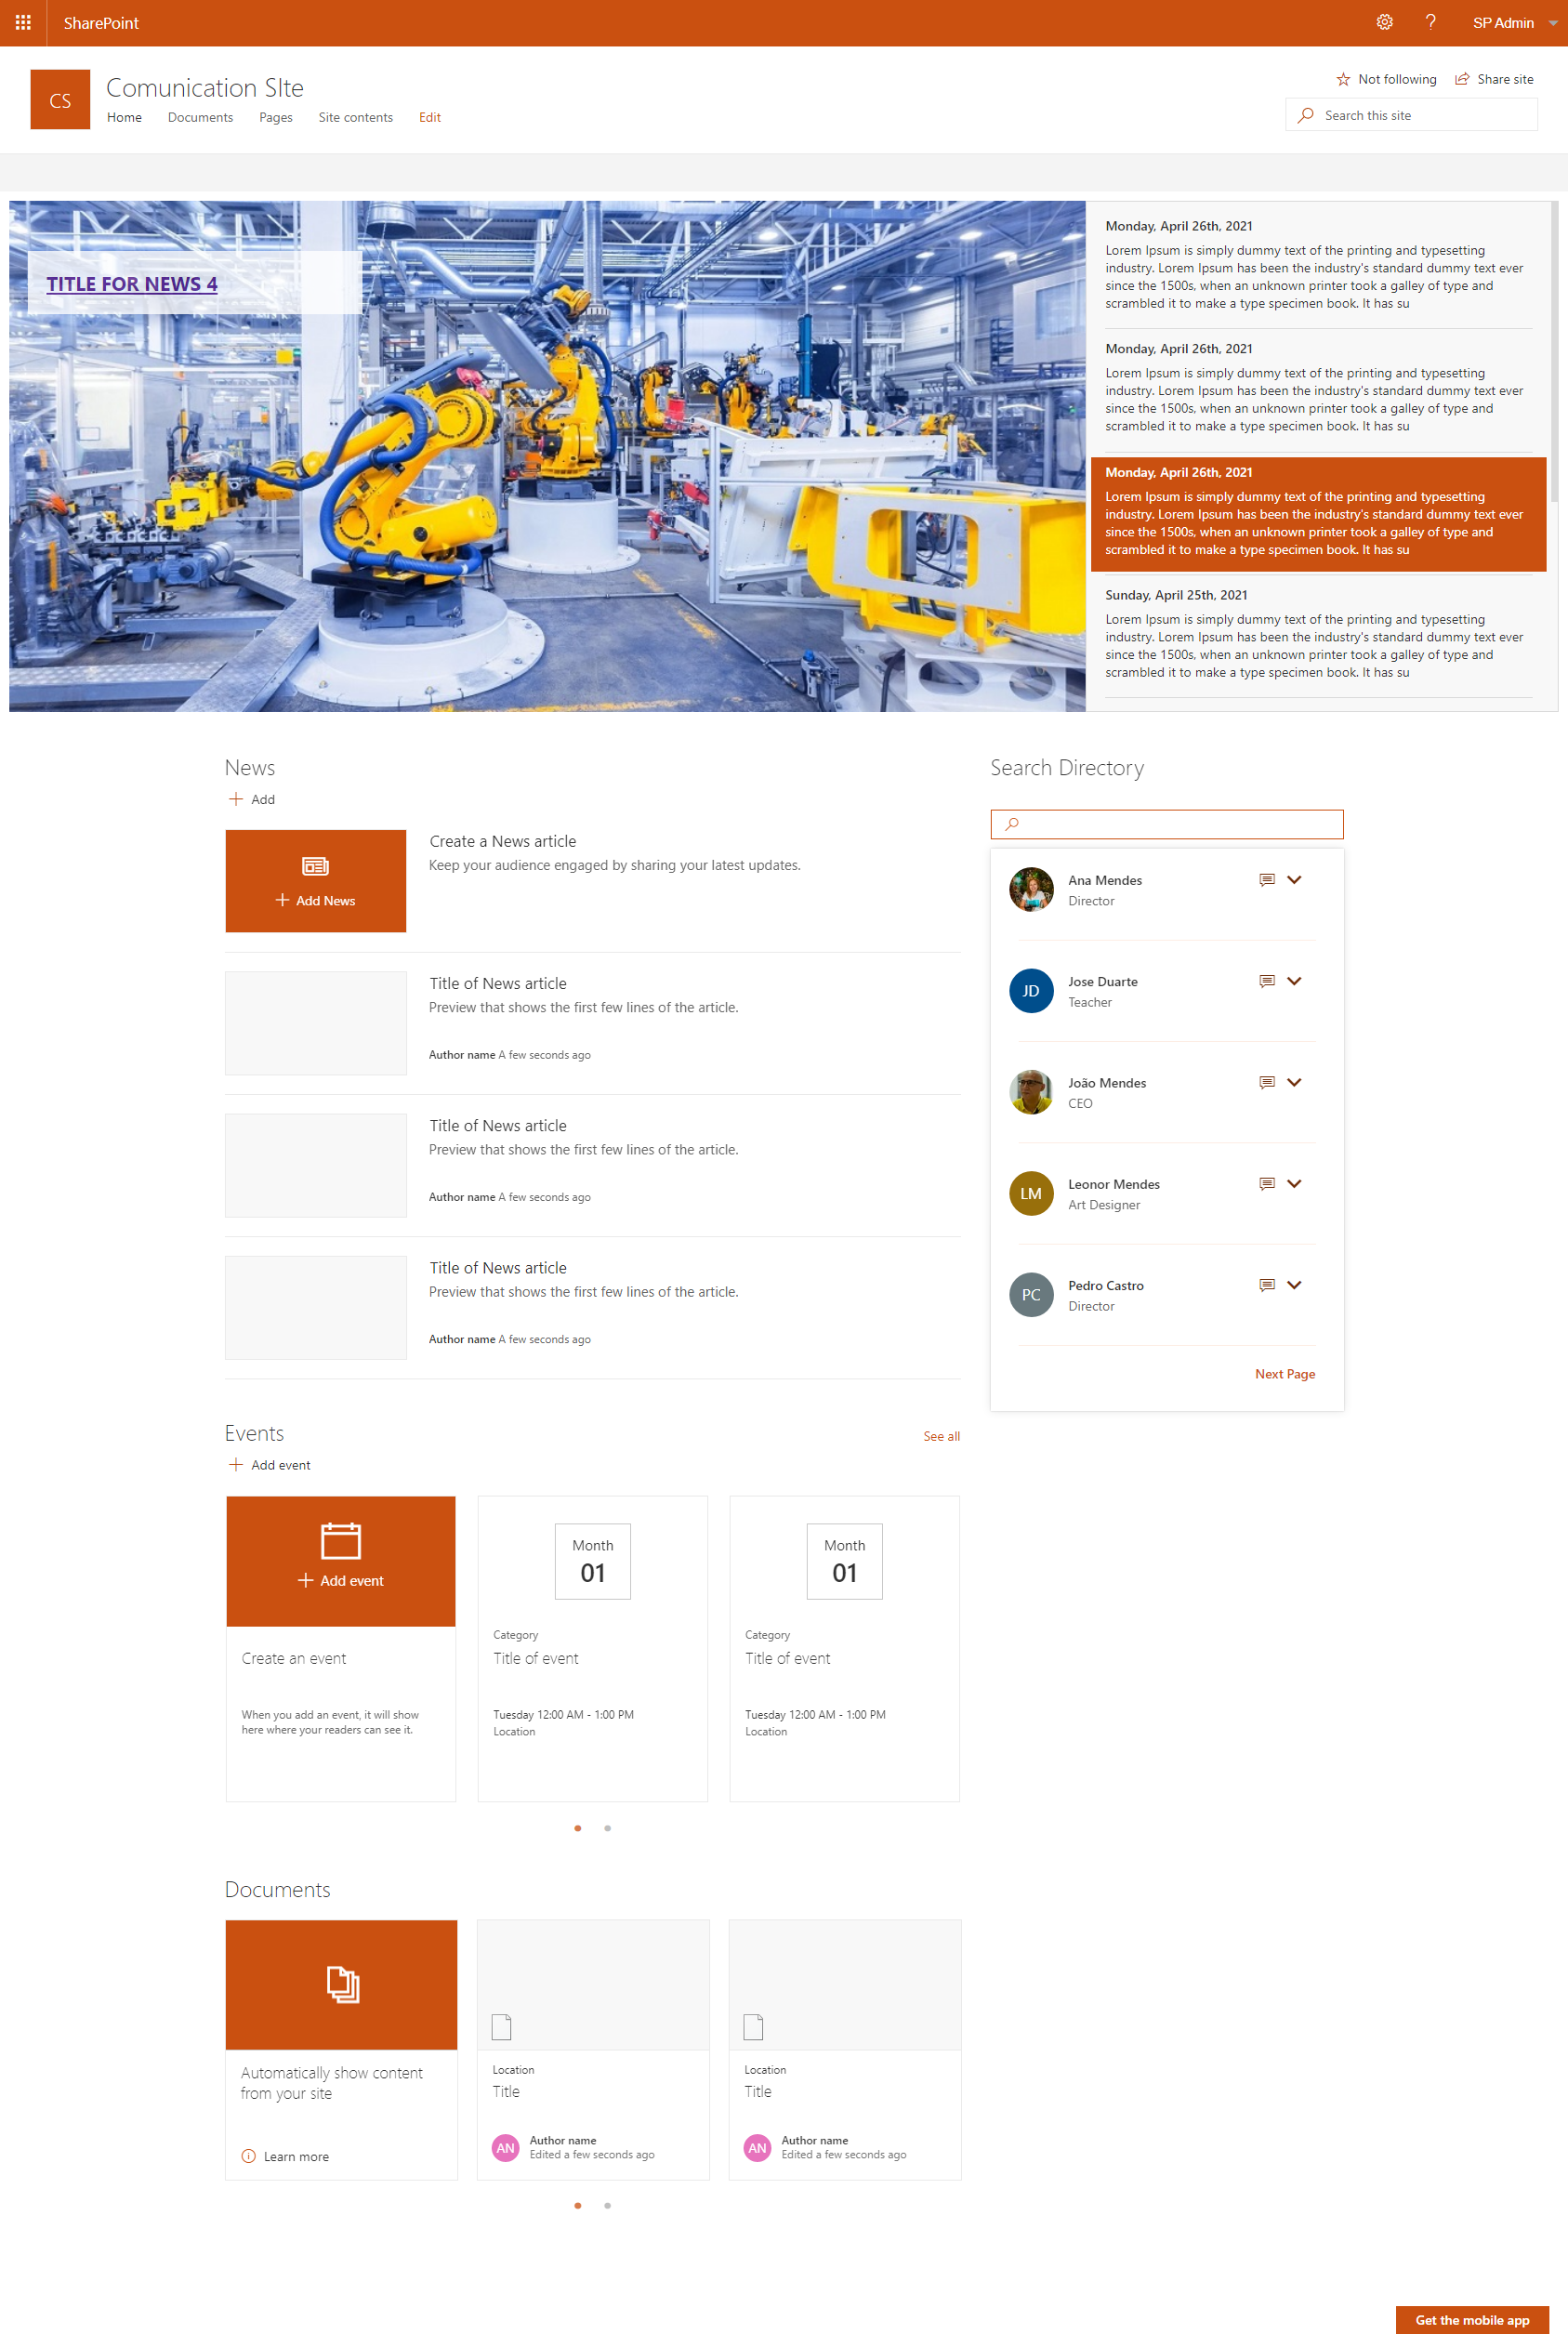 SharePoint
SP Admin
CS
Comunication SIte
Home
Documents
Pages
Site contents
Edit
Not following
Share site
Search this site
TITLE FOR NEWS 4
Monday, April 26th, 2021
Lorem Ipsum is simply dummy text of the printing and typesetting
industry. Lorem Ipsum has been the industry's standard dummy text ever
since the 1500s, when an unknown printer took a galley of type and
scrambled it to make a type specimen book. It has su
Monday, April 26th, 2021
Lorem Ipsum is simply dummy text of the printing and typesetting
industry. Lorem Ipsum has been the industry's standard dummy text ever
since the 1500s, when an unknown printer took a galley of type and
scrambled it to make a type specimen book. It has su
Monday, April 26th, 2021
Lorem Ipsum is simply dummy text of the printing and typesetting
industry. Lorem Ipsum has been the industry's standard dummy text ever
since the 1500s, when an unknown printer took a galley of type and
scrambled it to make a type specimen book. It has su
Sunday, April 25th, 2021
Lorem Ipsum is simply dummy text of the printing and typesetting
industry. Lorem Ipsum has been the industry's standard dummy text ever
since the 1500s, when an unknown printer took a galley of type and
scrambled it to make a type specimen book. It has su
News
Add
Add News
Create a News article
Keep your audience engaged by sharing your latest updates.
Title of News article
Preview that shows the first few lines of the article.
Author name A few seconds ago
Title of News article
Preview that shows the first few lines of the article.
Author name A few seconds ago
Title of News article
Preview that shows the first few lines of the article.
Author name A few seconds ago
Search Directory
Ana Mendes
Director
JD
Jose Duarte
Teacher
João Mendes
CEO
LM
Leonor Mendes
Art Designer
PC
Pedro Castro
Director
Next Page
Events
See all
Add event
Add event
Create an event
When you add an event, it will show
here where your readers can see it.
Month
01
Category
Title of event
Tuesday 12:00 AM - 1:00 PM
Location
Month
01
Category
Title of event
Tuesday 12:00 AM - 1:00 PM
Location
Documents
Automatically show content
from your site
Learn more
Location
Title
AN
Author name
Edited a few seconds ago
Location
Title
AN
Author name
Edited a few seconds ago
Get the mobile app